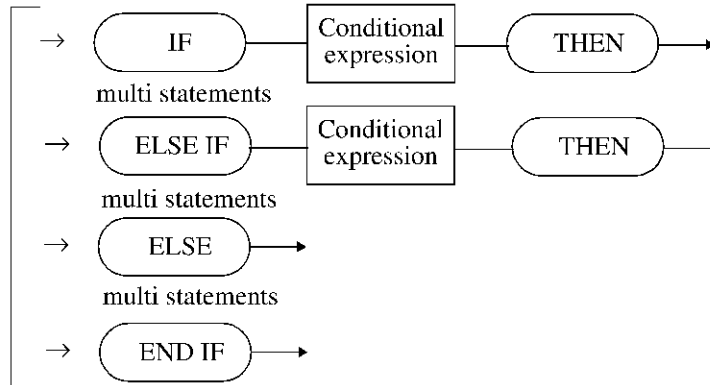 IF Conditional expression THEN
multi statements
ELSE IF Conditional expression THEN
multi statements
ELSE
multi statements
END IF